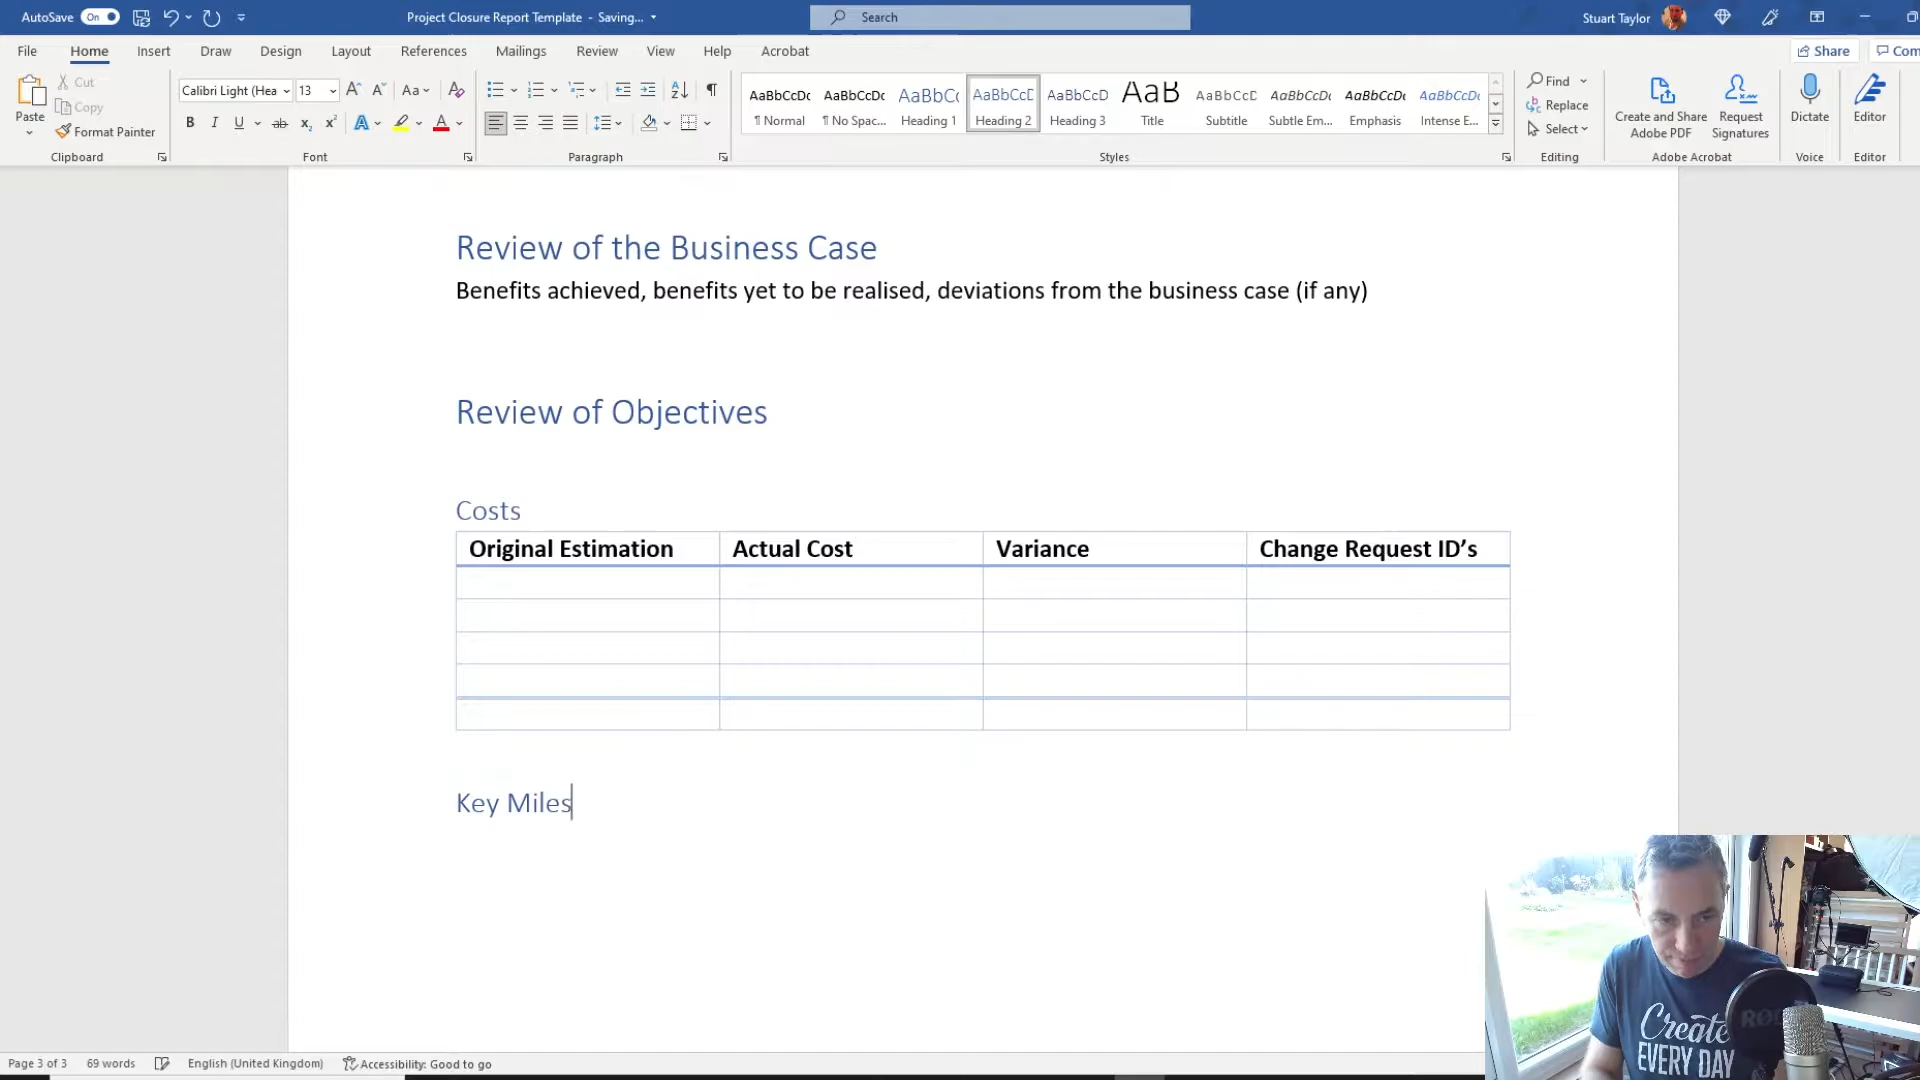 AutoSave On Project Closure Report Template - Saving... Search Stuart Taylor
File Home Insert Draw Design Layout References Mailings Review View Help Acrobat Share Com
Paste Cut Copy Format Painter
Calibri Light (Hea 13 Aa
B I U ab x₂ x² A A
AaBbCcDc AaBbCcDc AaBbCc AaBbCcD AaBbCcD AaB AaBbCcD AaBbCcDc AaBbCcDc AaBbCcDc
¶ Normal ¶ No Spac... Heading 1 Heading 2 Heading 3 Title Subtitle Subtle Em... Emphasis Intense E...
Find Replace Select
Create and Share Adobe PDF Request Signatures Dictate Editor
Clipboard Font Paragraph Styles Editing Adobe Acrobat Voice Editor
Review of the Business Case
Benefits achieved, benefits yet to be realised, deviations from the business case (if any)
Review of Objectives
Costs
Original Estimation Actual Cost Variance Change Request ID’s
Key Miles
Create
EVERY DAY
RØDE
Page 3 of 3 69 words English (United Kingdom) Accessibility: Good to go